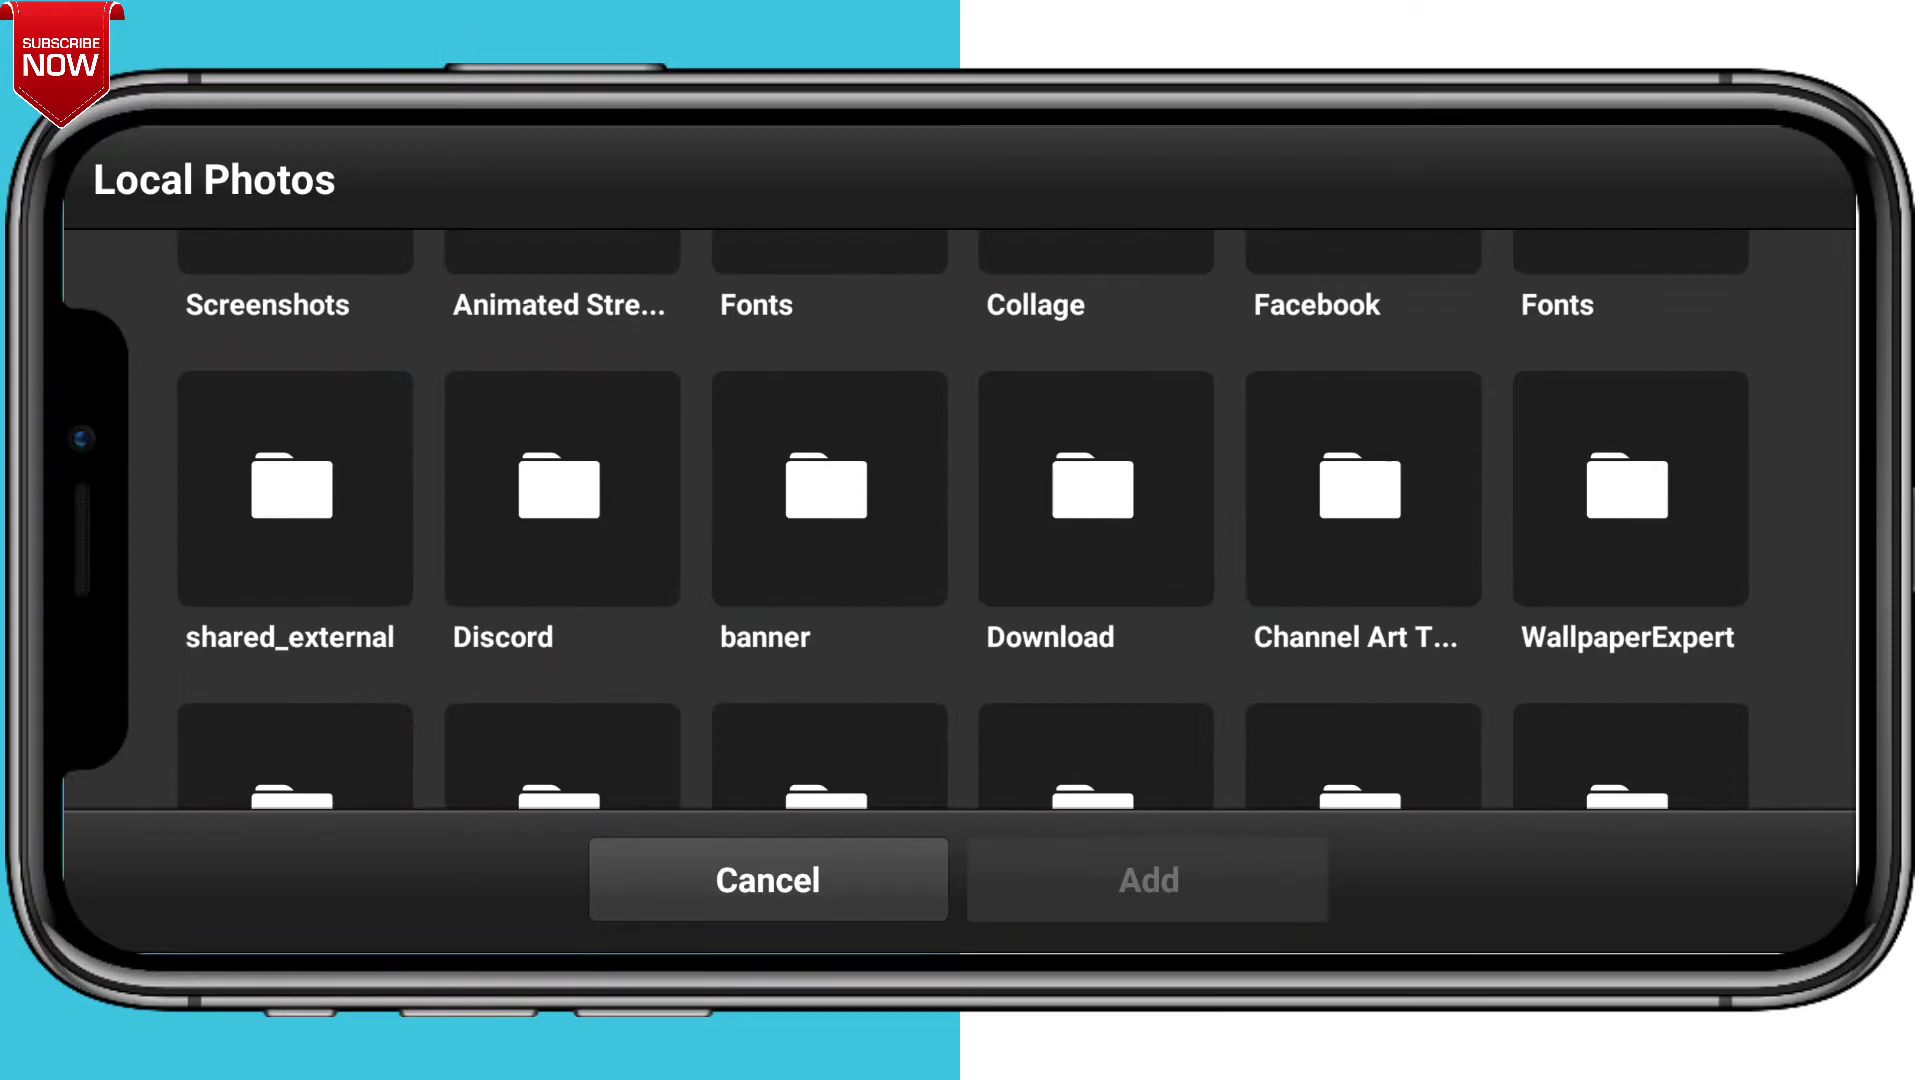 SUBSCRIBE
NOW
Local Photos
Screenshots Animated Stre... Fonts Collage Facebook Fonts
shared_external Discord banner Download Channel Art T... WallpaperExpert
Cancel Add